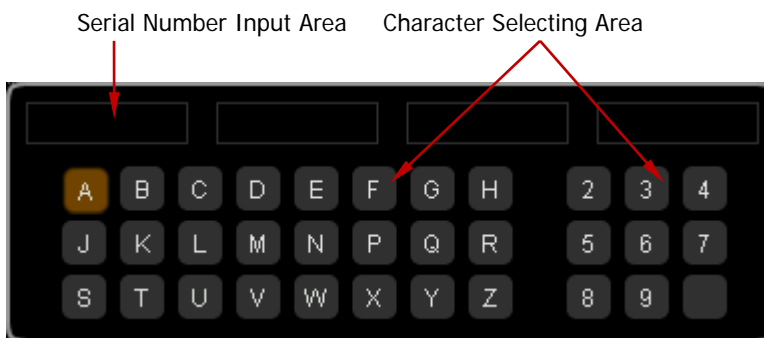 Serial Number Input Area Character Selecting Area
A B C D E F G H 2 3 4
J K L M N P Q R 5 6 7
S T U V W X Y Z 8 9